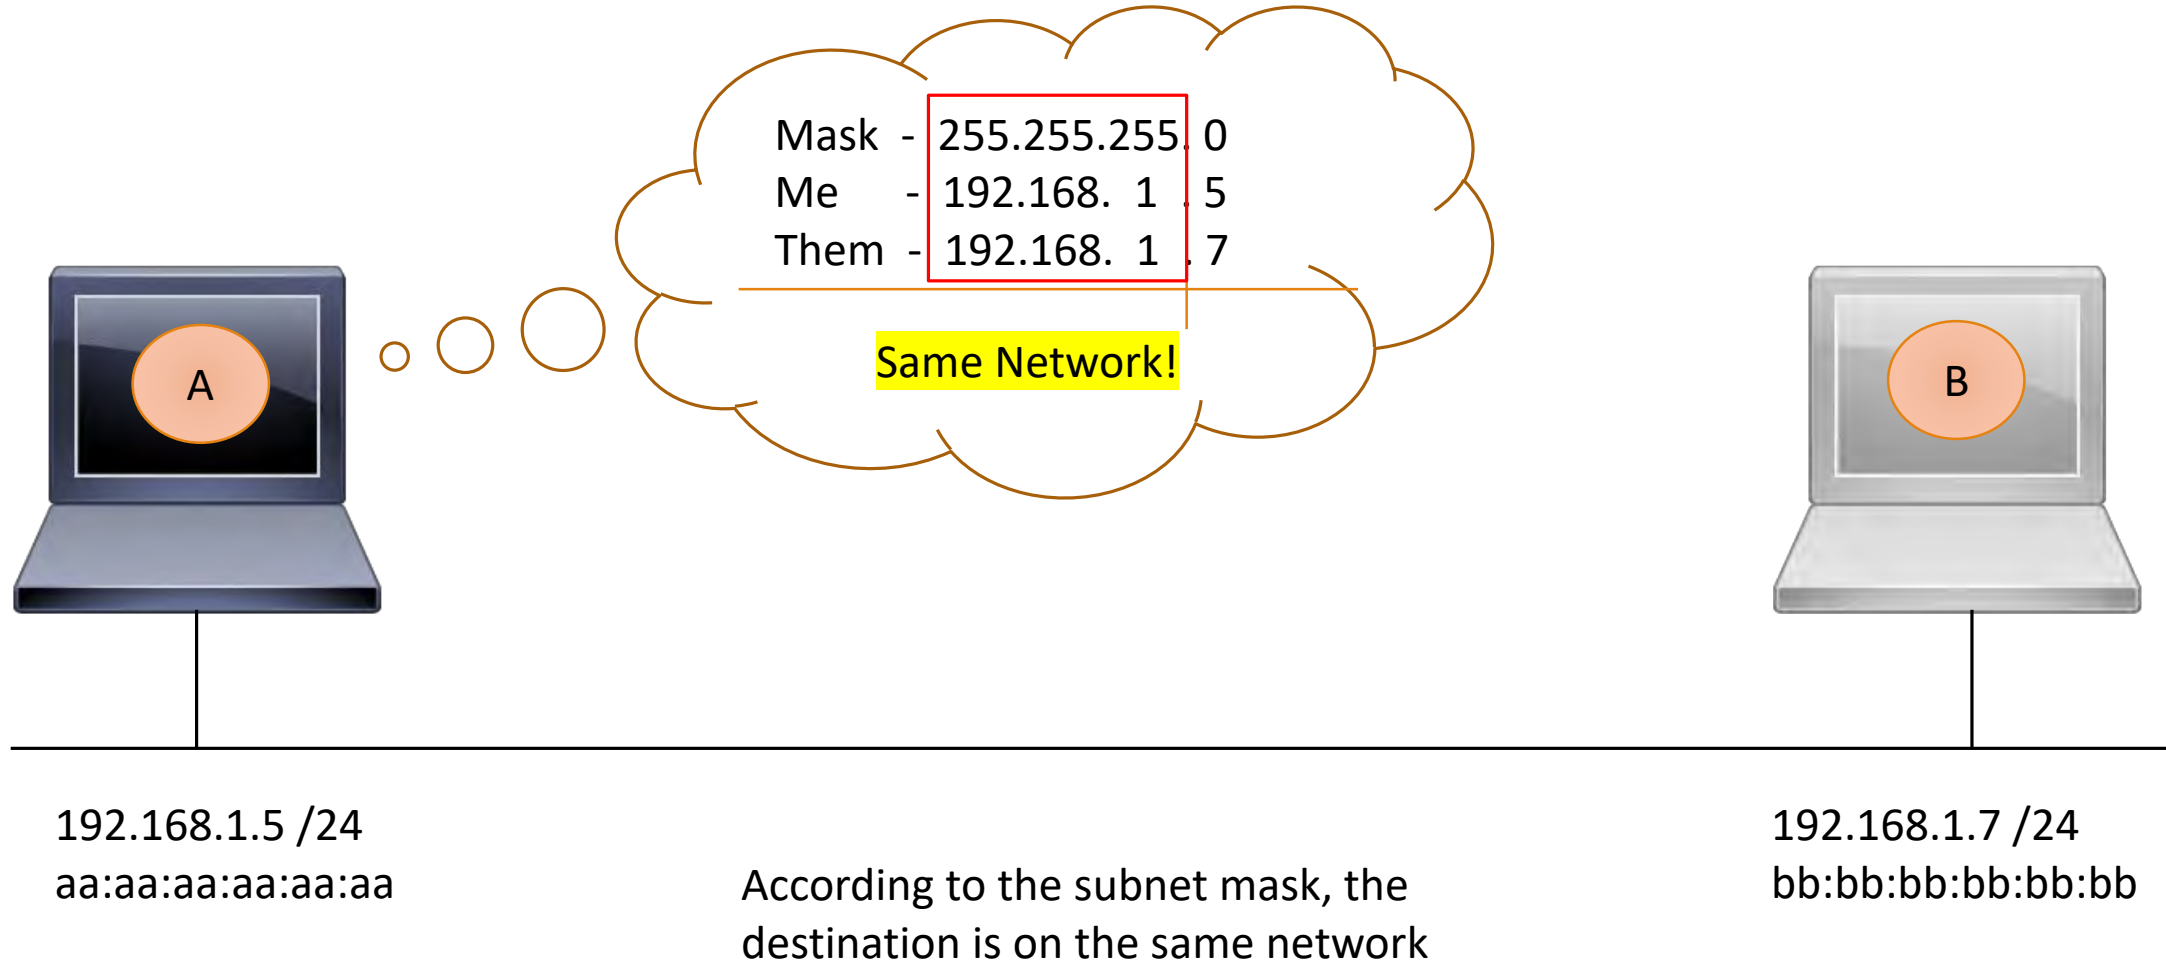 Mask - 255.255.255. 0
Me - 192.168. 1 . 5
Them - 192.168. 1 . 7
Same Network!
A
B
192.168.1.5 /24
aa:aa:aa:aa:aa:aa
According to the subnet mask, the
destination is on the same network
192.168.1.7 /24
bb:bb:bb:bb:bb:bb